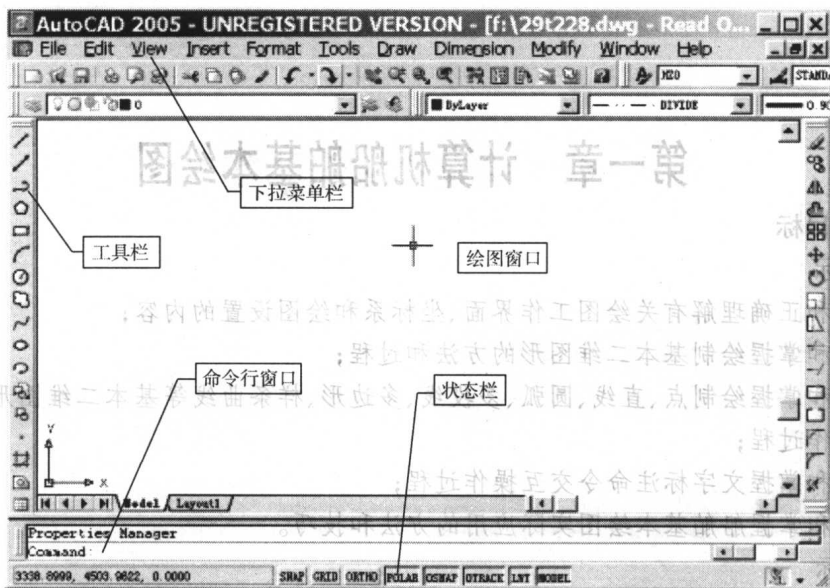 AutoCAD 2005 - UNREGISTERED VERSION - [f:\29t228.dwg - Read O...
File Edit View Insert Format Tools Draw Dimension Modify Window Help
MZO STANDA
0 ByLayer DIVIDE 0.90
第一章 计算机船舶基本绘图
下拉菜单栏
标
工具栏
绘图窗口
正确理解有关绘图工作界面、坐标系和绘图设置的内容；
掌握绘制基本二维图形的方法和过程；
命令行窗口
状态栏
掌握绘制点、直线、圆弧、多边形、样条曲线等基本二维
过程；
Y
X
掌握文字标注命令交互操作过程；
Model Layout1
Properties Manager
Command:
3338.8999, 4503.9622, 0.0000 SNAP GRID ORTHO POLAR OSNAP OTRACK LWT MODEL